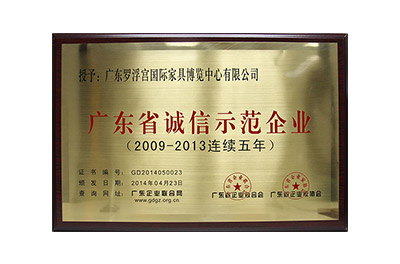 授予：广东罗浮宫国际家具博览中心有限公司
广东省诚信示范企业
（2009-2013连续五年）
证书编号：GD2014050023
颁发日期：2014年04月23日
查询网站：广东企业联合网
www.gdgz.org.cn
广东省企业联合会
广东省企业家协会